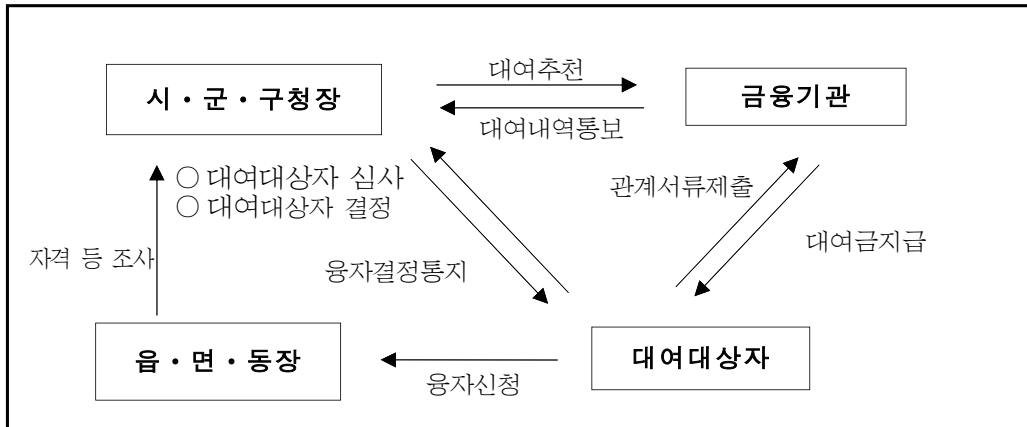 대여추천
시·군·구청장
금융기관
대여내역통보
○ 대여대상자 심사
○ 대여대상자 결정
관계서류제출
대여금지급
자격 등 조사
융자결정통지
읍·면·동장
대여대상자
융자신청